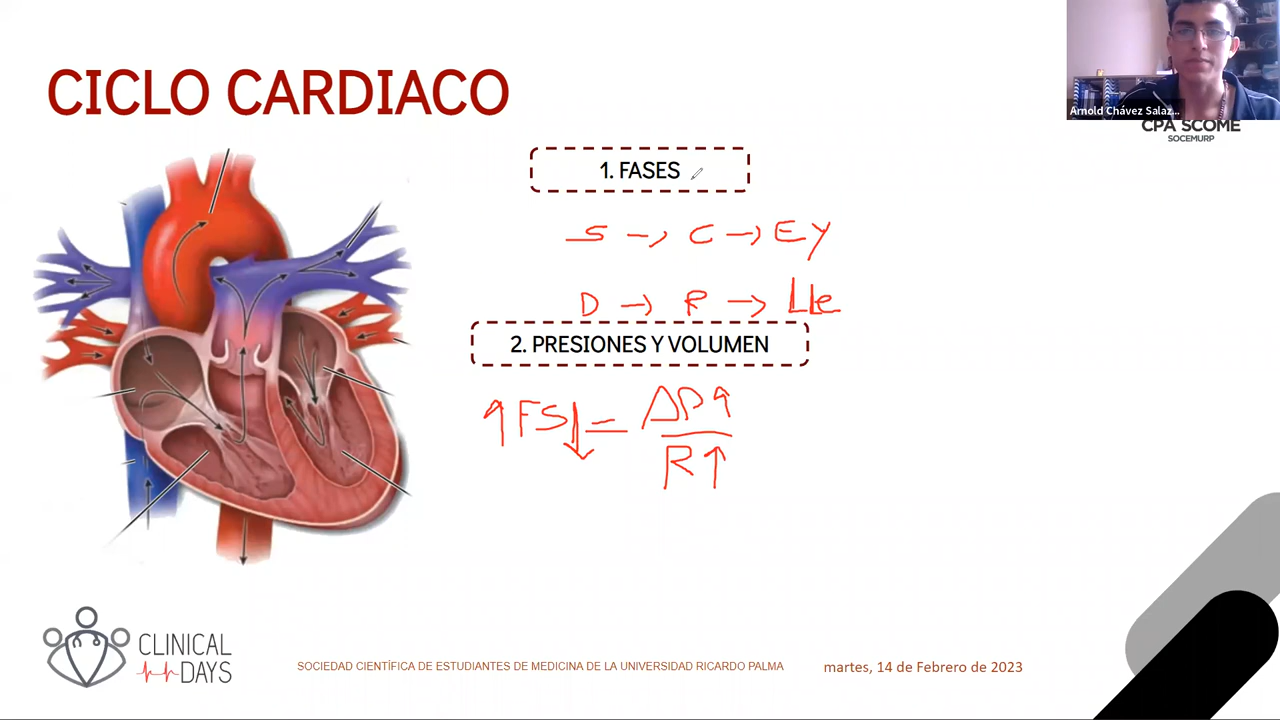 CICLO CARDIACO
Arnold Chávez Salaz...
CPA SCOME
SOCEMURP
1. FASES
S → C → Ey
D → R → Lle
2. PRESIONES Y VOLUMEN
↑FS↓ = ΔP↑
R↑
CLINICAL
DAYS
SOCIEDAD CIENTÍFICA DE ESTUDIANTES DE MEDICINA DE LA UNIVERSIDAD RICARDO PALMA
martes, 14 de Febrero de 2023